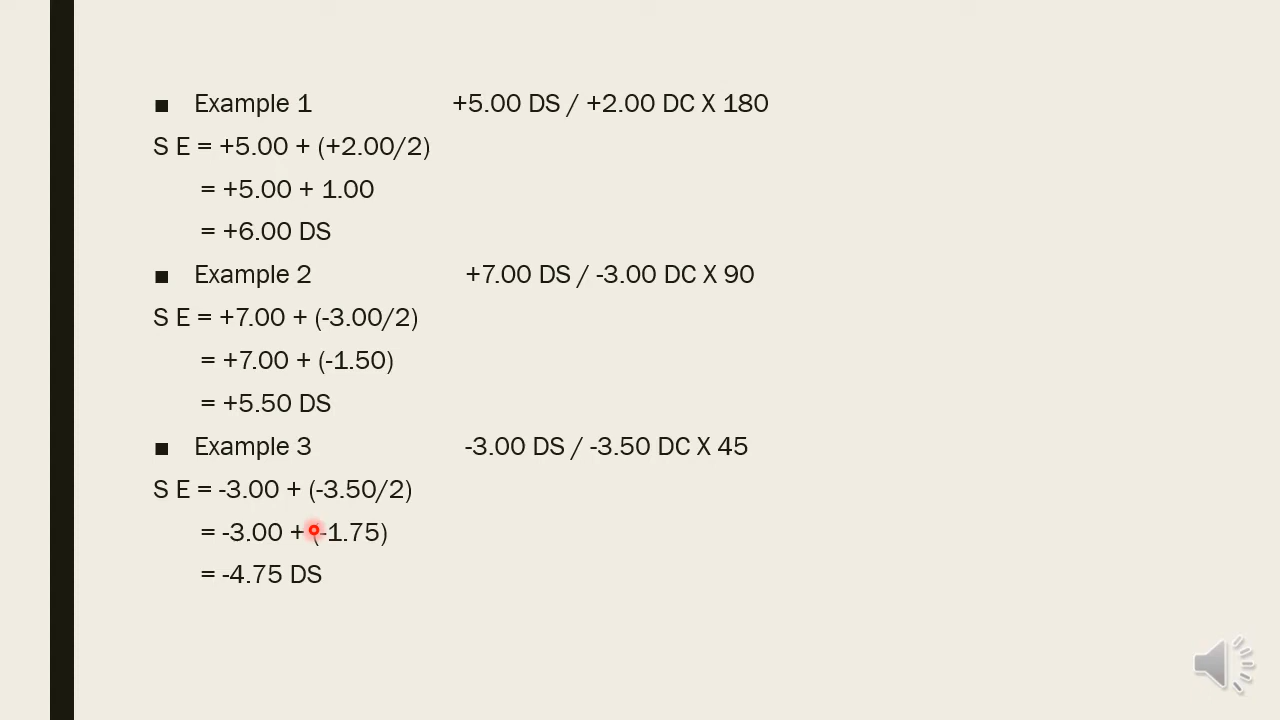 ■ Example 1 +5.00 DS / +2.00 DC X 180
S E = +5.00 + (+2.00/2)
= +5.00 + 1.00
= +6.00 DS
■ Example 2 +7.00 DS / -3.00 DC X 90
S E = +7.00 + (-3.00/2)
= +7.00 + (-1.50)
= +5.50 DS
■ Example 3 -3.00 DS / -3.50 DC X 45
S E = -3.00 + (-3.50/2)
= -3.00 + (-1.75)
= -4.75 DS